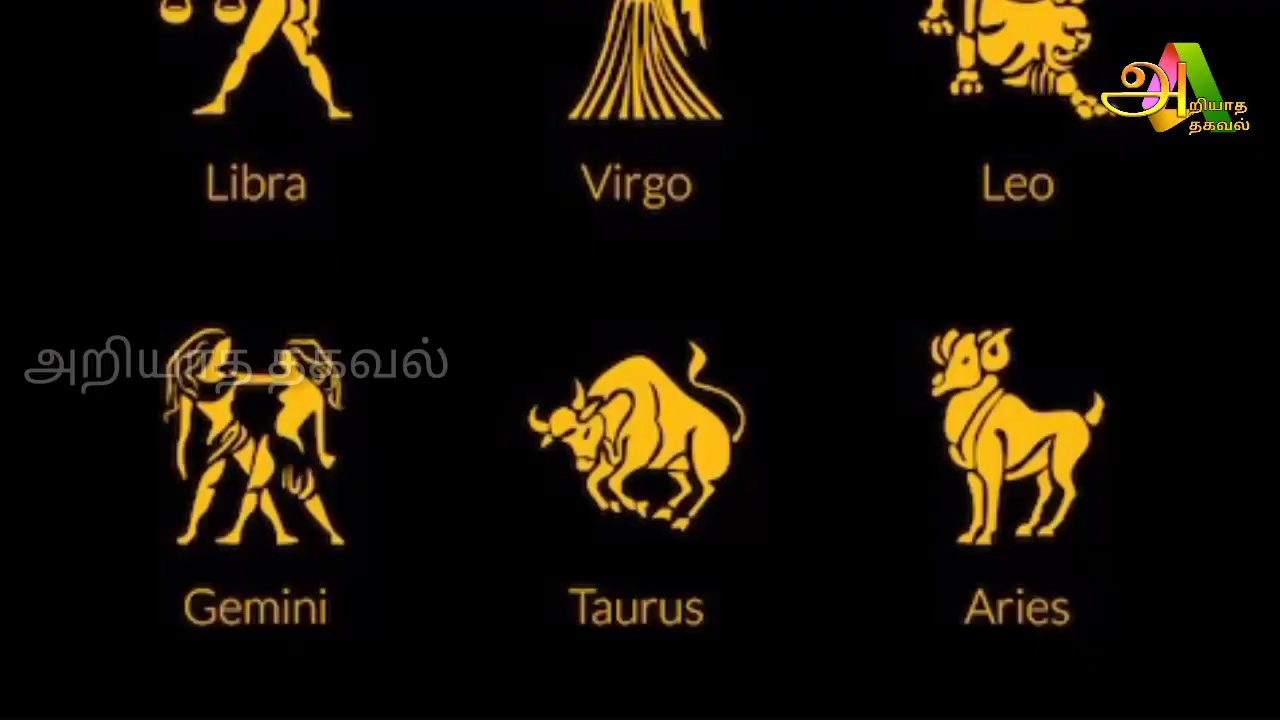 அறியாத
தகவல்
Libra
Virgo
Leo
அறியாத தகவல்
Gemini
Taurus
Aries